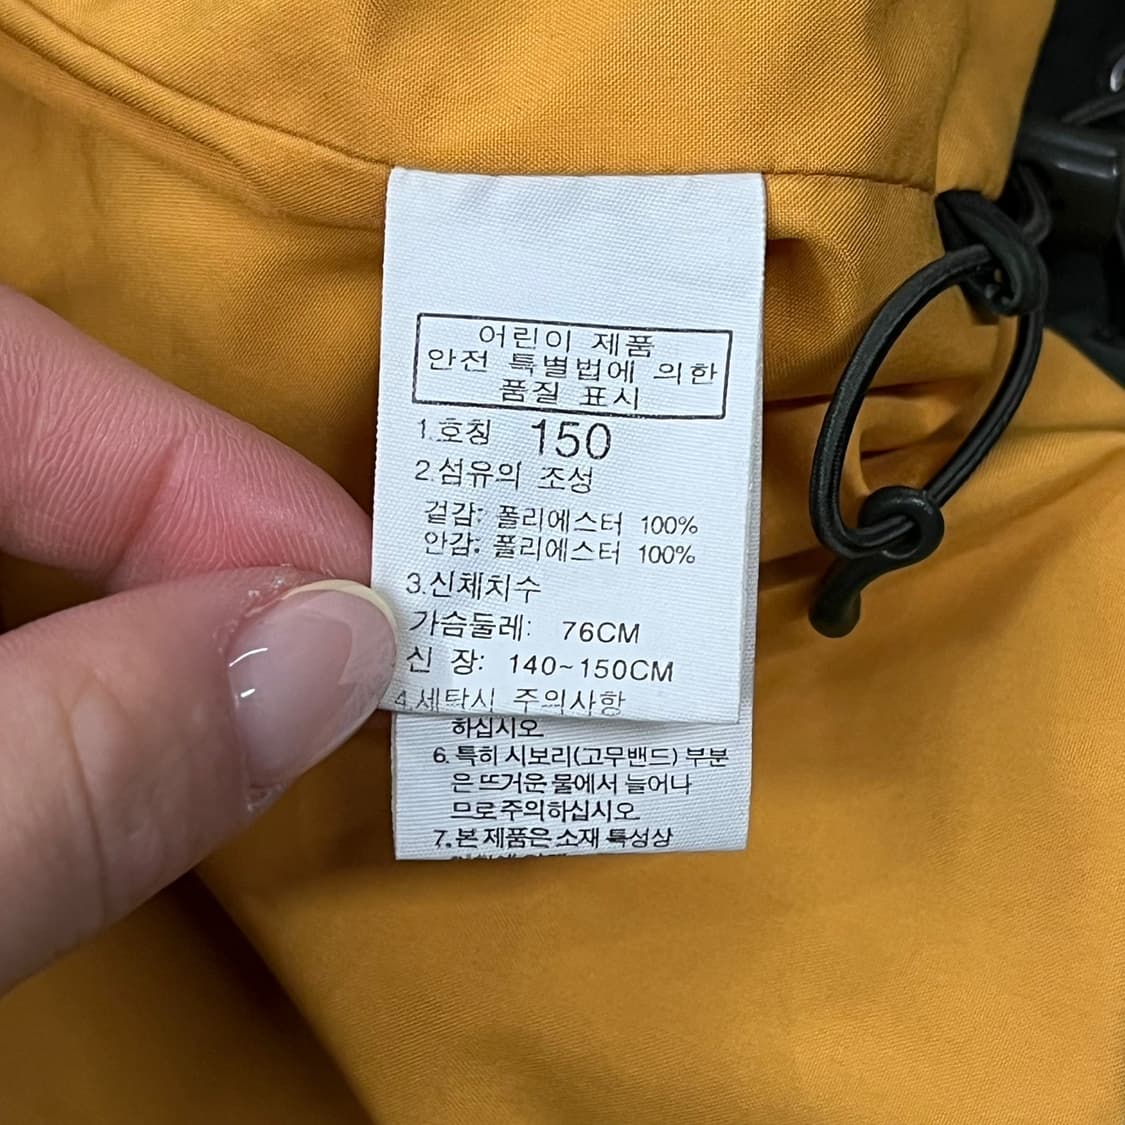 어린이 제품
안전 특별법에 의한
품질 표시
1.호칭 150
2.섬유의 조성
겉감: 폴리에스터 100%
안감: 폴리에스터 100%
3.신체치수
가슴둘레: 76CM
신 장: 140~150CM
4.세탁시 주의사항
하십시오.
6.특히 시보리(고무밴드) 부분
은 뜨거운 물에서 늘어나
므로 주의하십시오.
7.본 제품은 소재 특성상